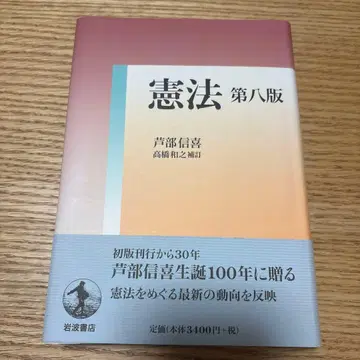 憲法 第八版
芦部信喜
高橋和之補訂
初版刊行から30年
芦部信喜生誕100年に贈る
憲法をめぐる最新の動向を反映
岩波書店
定価(本体3400円+税)